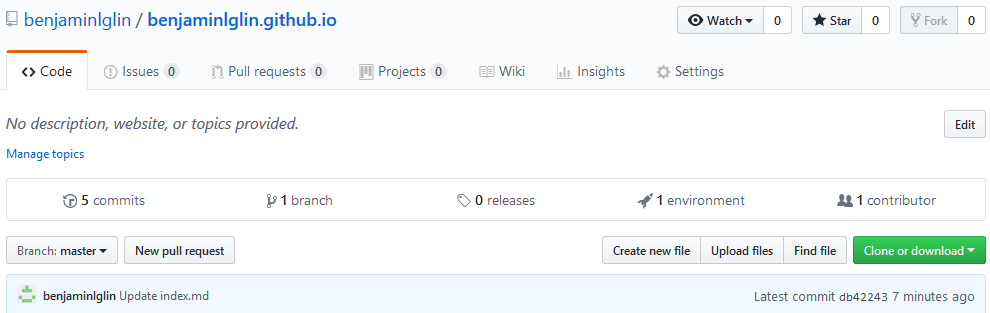 benjaminlglin / benjaminlglin.github.io Watch 0 Star 0 Fork 0
Code Issues 0 Pull requests 0 Projects 0 Wiki Insights Settings
No description, website, or topics provided. Edit
Manage topics
5 commits 1 branch 0 releases 1 environment 1 contributor
Branch: master New pull request Create new file Upload files Find file Clone or download
benjaminlglin Update index.md Latest commit db42243 7 minutes ago